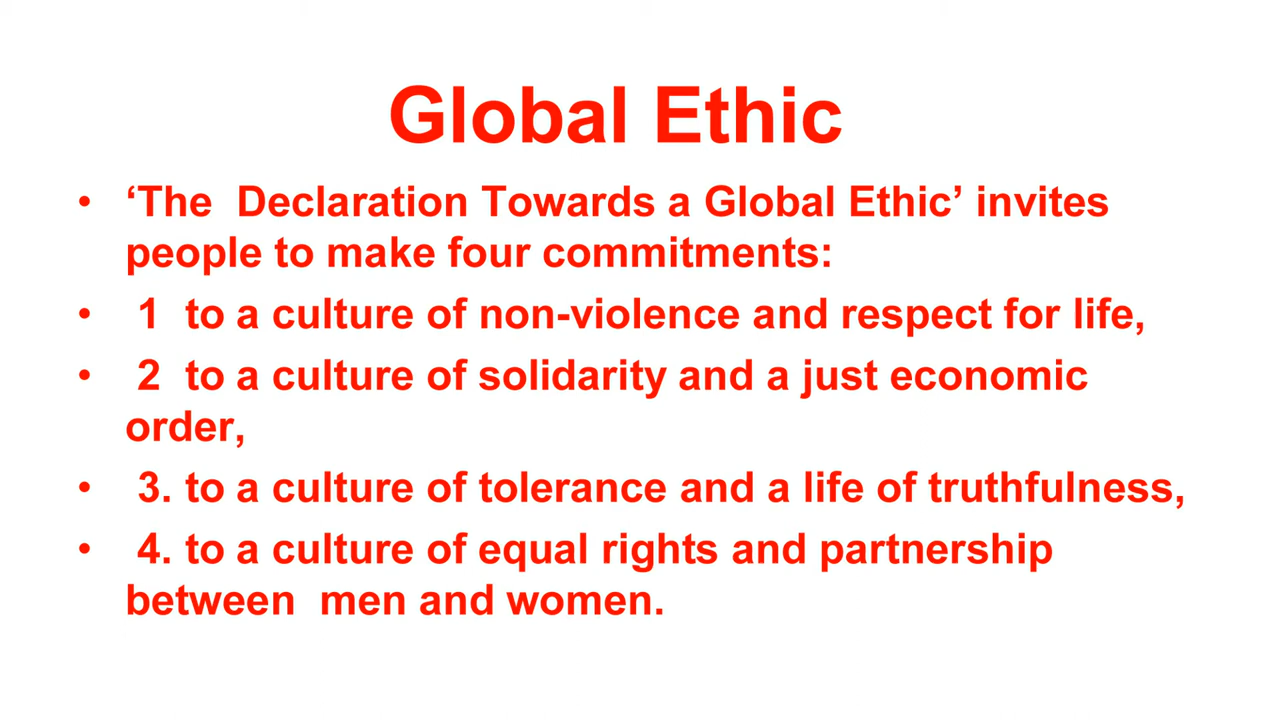 Global Ethic
• ‘The  Declaration Towards a Global Ethic’ invites
people to make four commitments:
• 1  to a culture of non-violence and respect for life,
• 2  to a culture of solidarity and a just economic
order,
• 3. to a culture of tolerance and a life of truthfulness,
• 4. to a culture of equal rights and partnership
between  men and women.